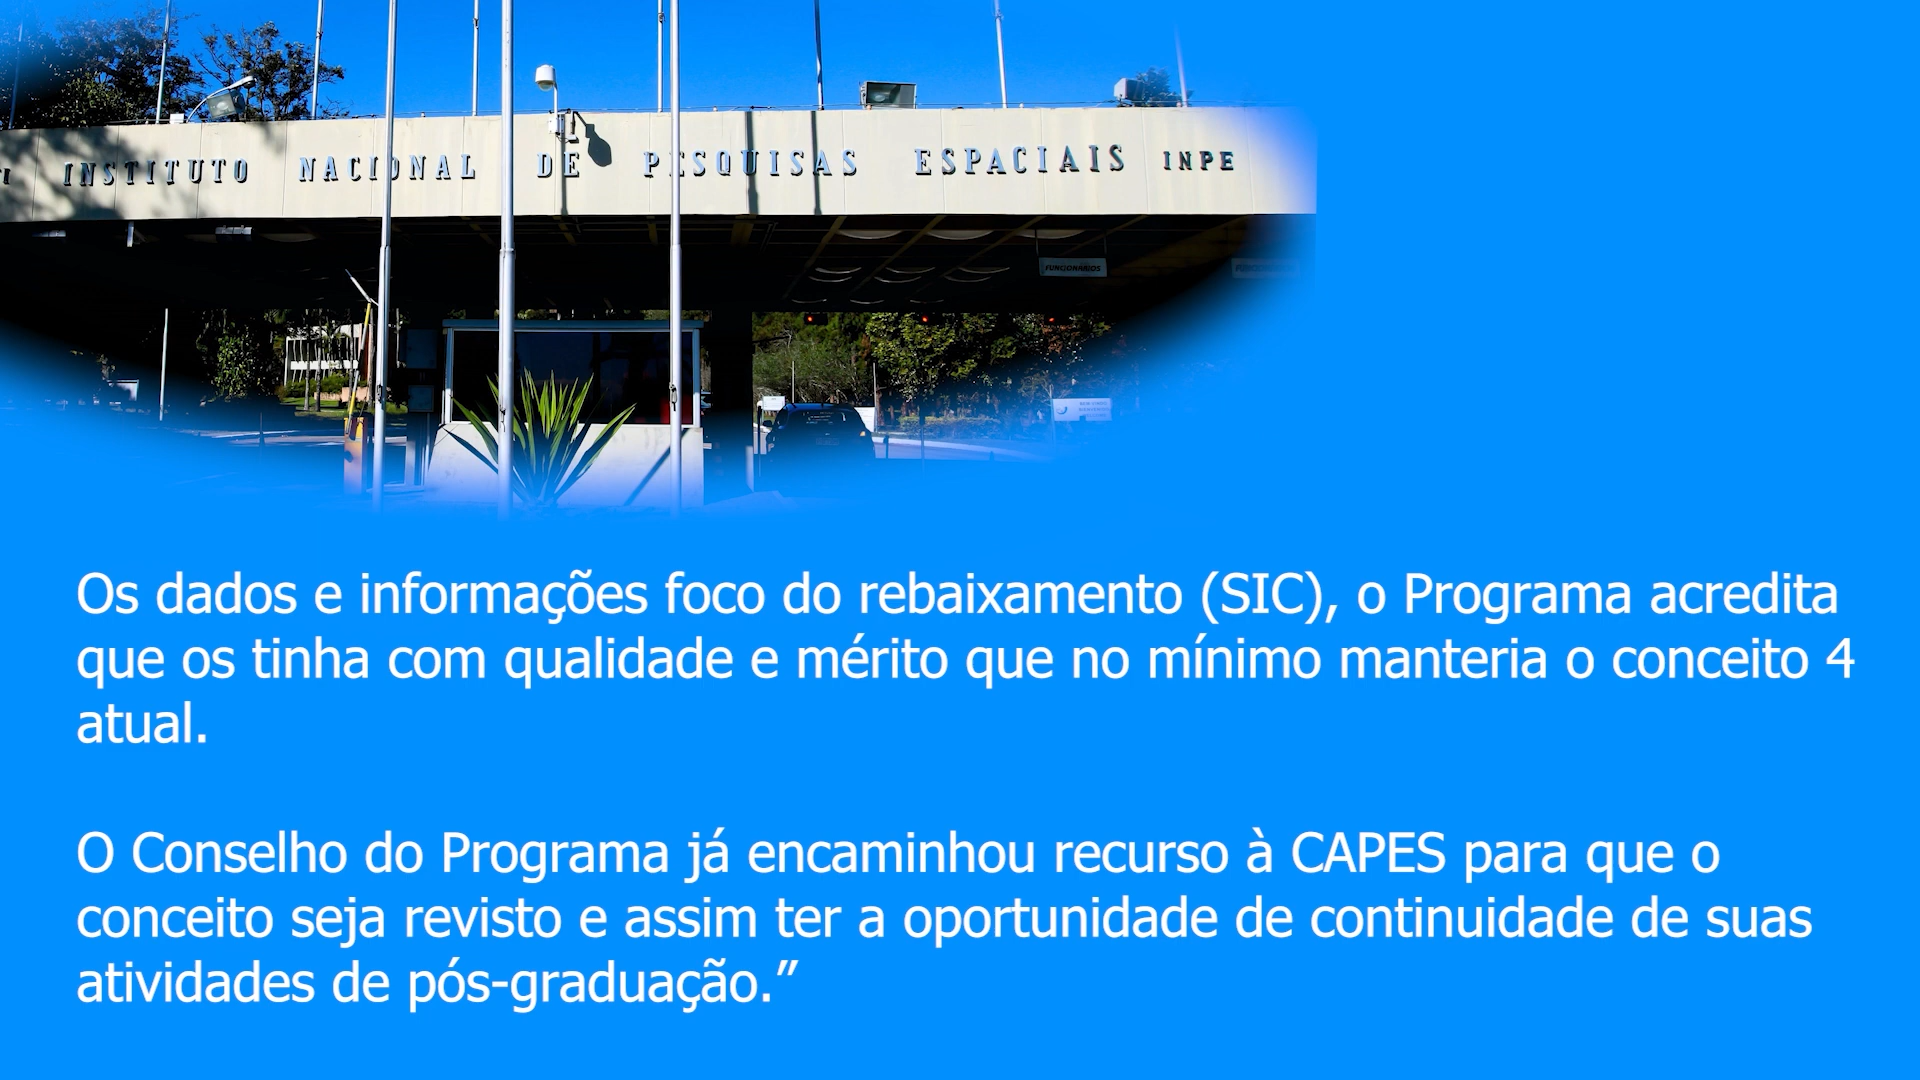 INSTITUTO NACIONAL DE PESQUISAS ESPACIAIS INPE
FUNCIONÁRIOS
Os dados e informações foco do rebaixamento (SIC), o Programa acredita
que os tinha com qualidade e mérito que no mínimo manteria o conceito 4
atual.
O Conselho do Programa já encaminhou recurso à CAPES para que o
conceito seja revisto e assim ter a oportunidade de continuidade de suas
atividades de pós-graduação.”